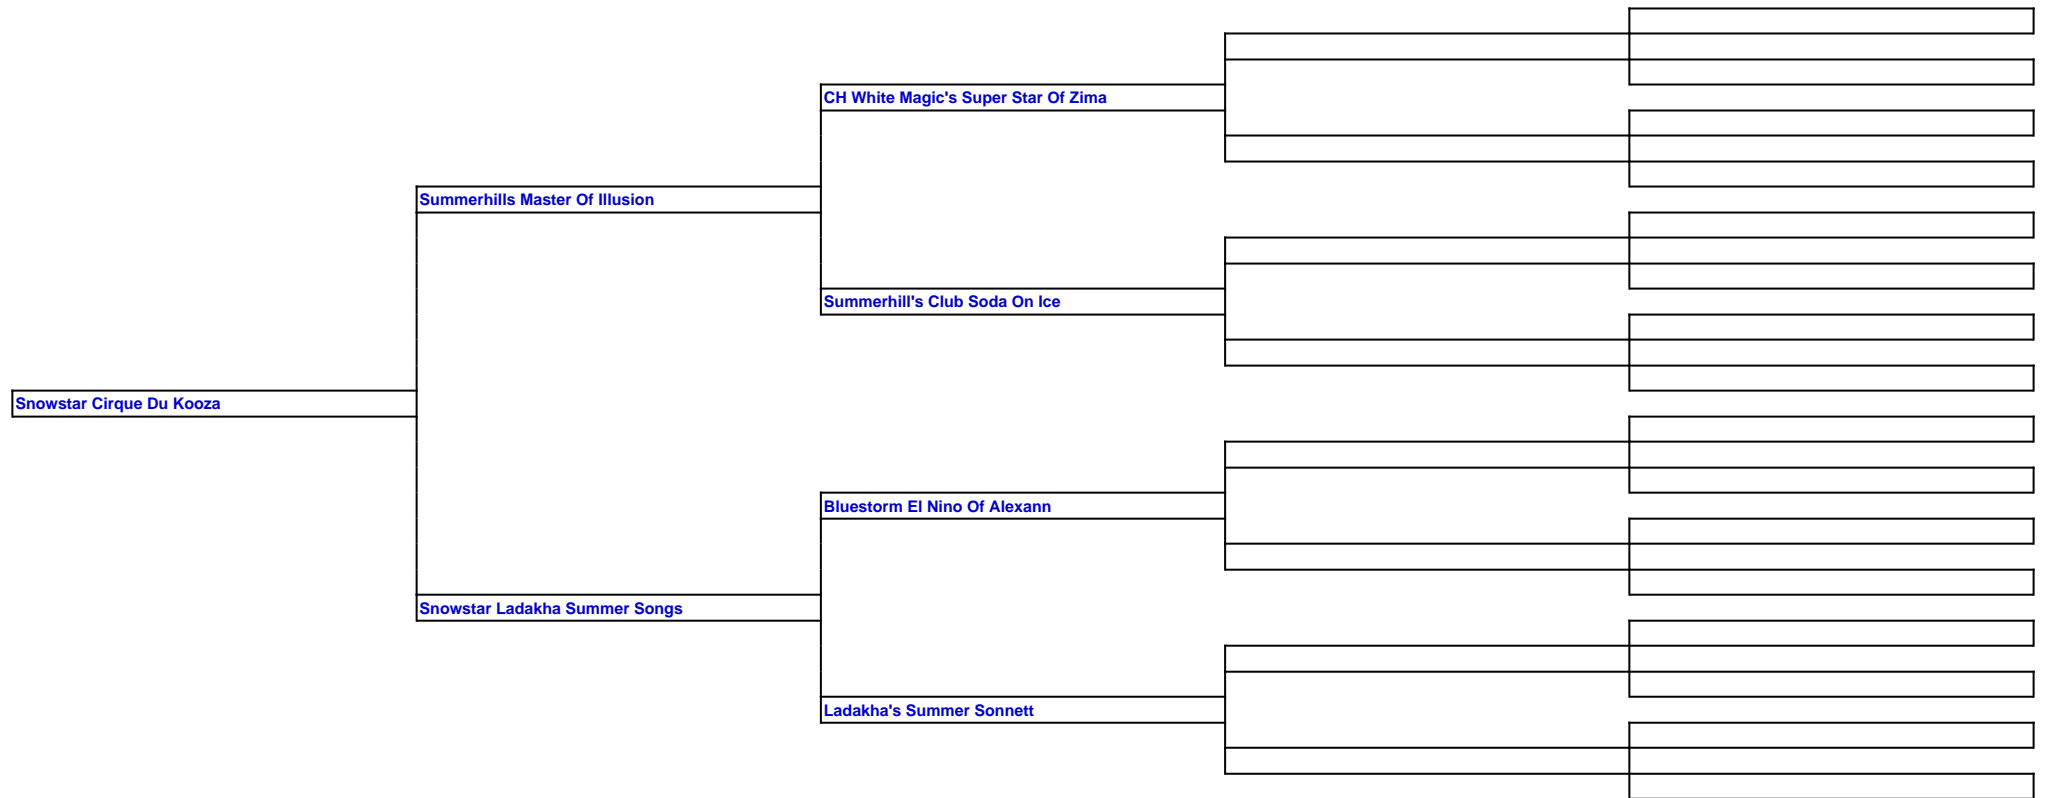 CH White Magic's Super Star Of Zima
Summerhills Master Of Illusion
Summerhill's Club Soda On Ice
Snowstar Cirque Du Kooza
Bluestorm El Nino Of Alexann
Snowstar Ladakha Summer Songs
Ladakha's Summer Sonnett